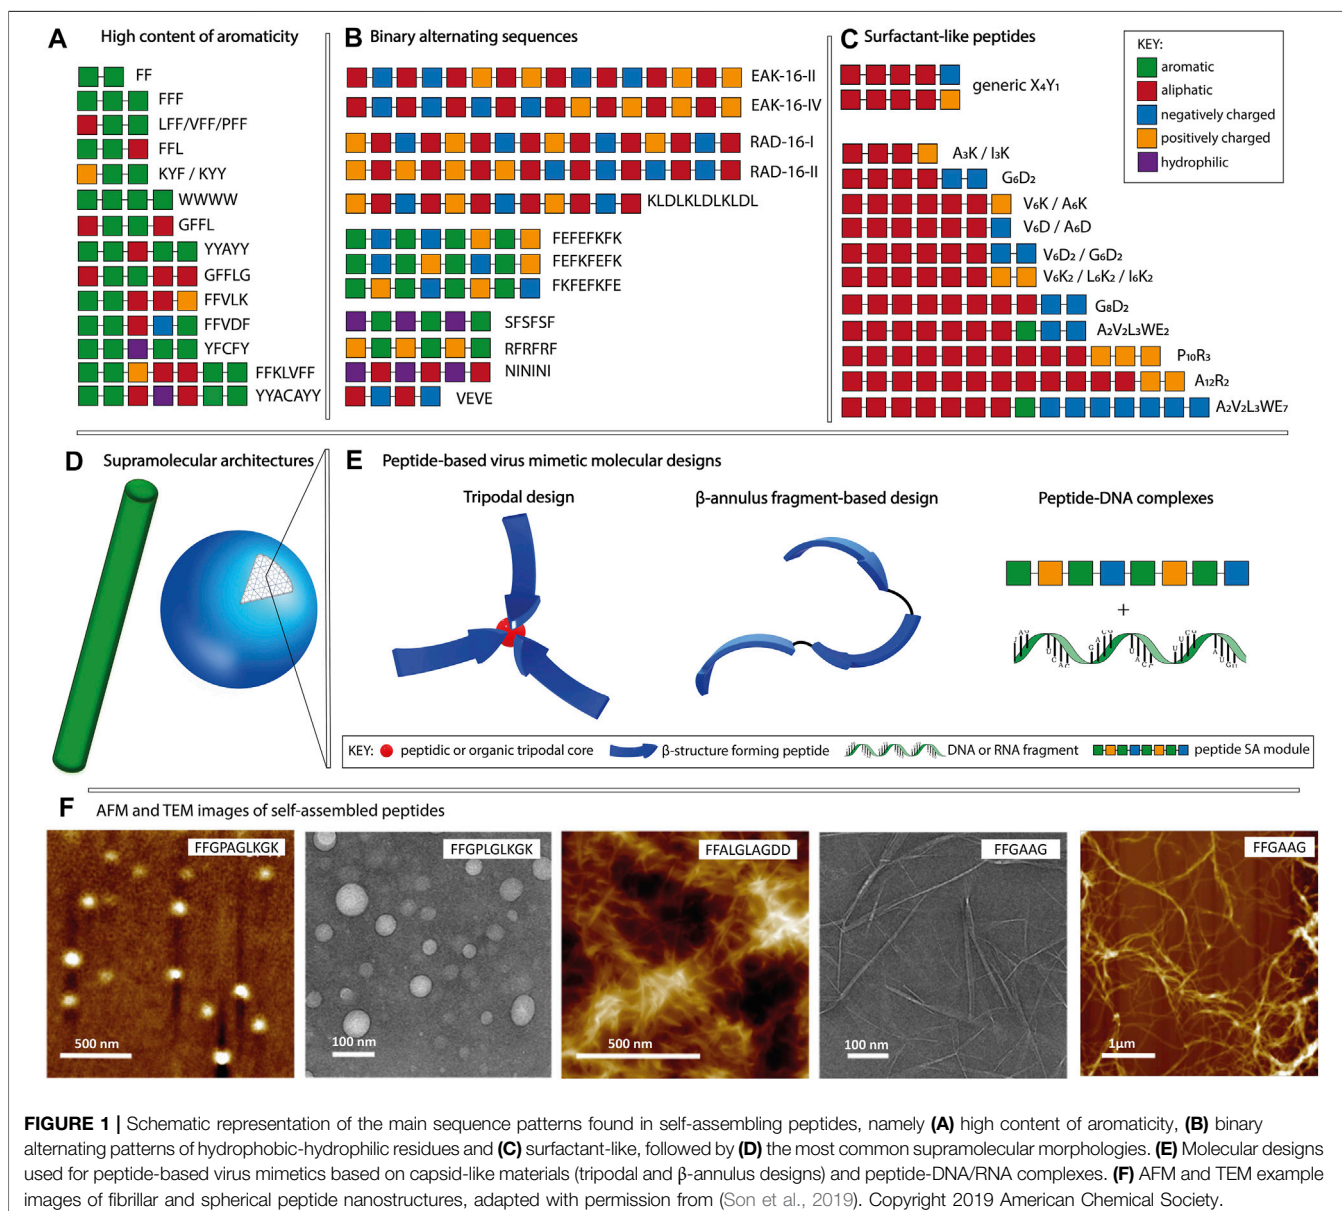 A High content of aromaticity
FF
FFF
LFF/VFF/PFF
FFL
KYF / KYY
WWWW
GFFL
YYAYY
GFFLG
FFVLK
FFVDF
YFCFY
FFKLVFF
YYACAYY
B Binary alternating sequences
EAK-16-II
EAK-16-IV
RAD-16-I
RAD-16-II
KLDLKLDLKLDL
FEFEFKFK
FEFKFEFK
FKFEFKFE
SFSFSF
RFRFRF
NININI
VEVE
C Surfactant-like peptides
generic X₄Y₁
A₃K / I₃K
G₆D₂
V₆K / A₆K
V₆D / A₆D
V₆D₂ / G₆D₂
V₆K₂ / L₆K₂ / I₆K₂
G₈D₂
A₂V₂L₃WE₂
P₁₀R₃
A₁₂R₂
A₂V₂L₃WE₇
KEY:
aromatic
aliphatic
negatively charged
positively charged
hydrophilic
D Supramolecular architectures
E Peptide-based virus mimetic molecular designs
Tripodal design
β-annulus fragment-based design
Peptide-DNA complexes
+
KEY: peptidic or organic tripodal core β-structure forming peptide DNA or RNA fragment peptide SA module
F AFM and TEM images of self-assembled peptides
FFGPAGLKGK
500 nm
FFGPLGLKGK
100 nm
FFALGLAGDD
500 nm
FFGAAG
100 nm
FFGAAG
1µm
FIGURE 1 | Schematic representation of the main sequence patterns found in self-assembling peptides, namely (A) high content of aromaticity, (B) binary
alternating patterns of hydrophobic-hydrophilic residues and (C) surfactant-like, followed by (D) the most common supramolecular morphologies. (E) Molecular designs
used for peptide-based virus mimetics based on capsid-like materials (tripodal and β-annulus designs) and peptide-DNA/RNA complexes. (F) AFM and TEM example
images of fibrillar and spherical peptide nanostructures, adapted with permission from (Son et al., 2019). Copyright 2019 American Chemical Society.